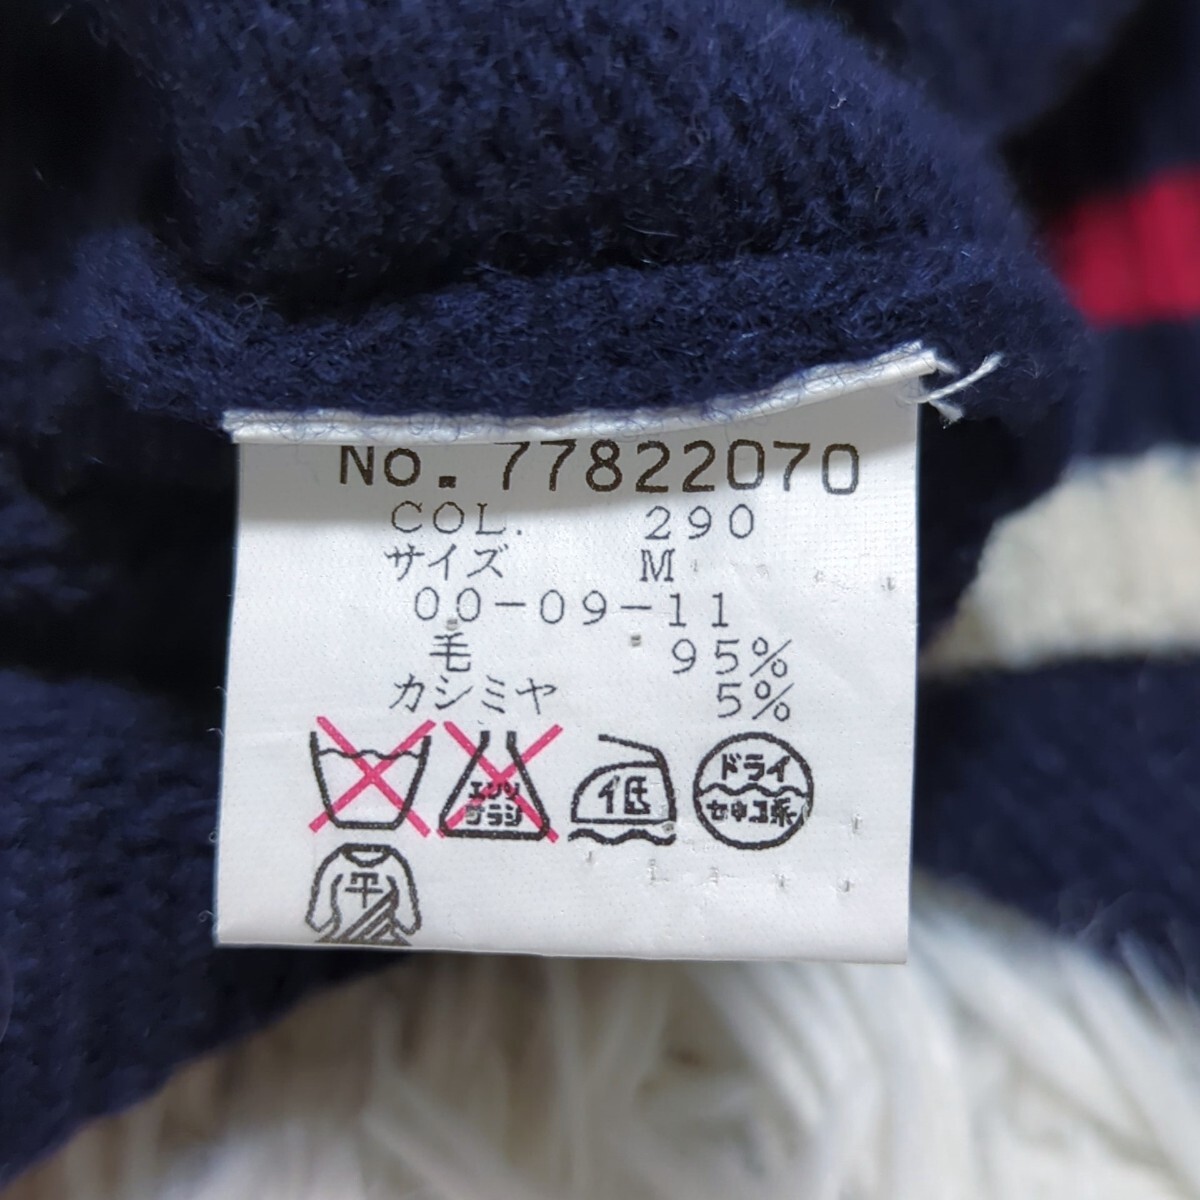 No. 77822070
COL. 290
サイズ M
00-09-11
毛 95%
カシミヤ 5%
エンソ
サラシ
低
ドライ
セキユ系
平